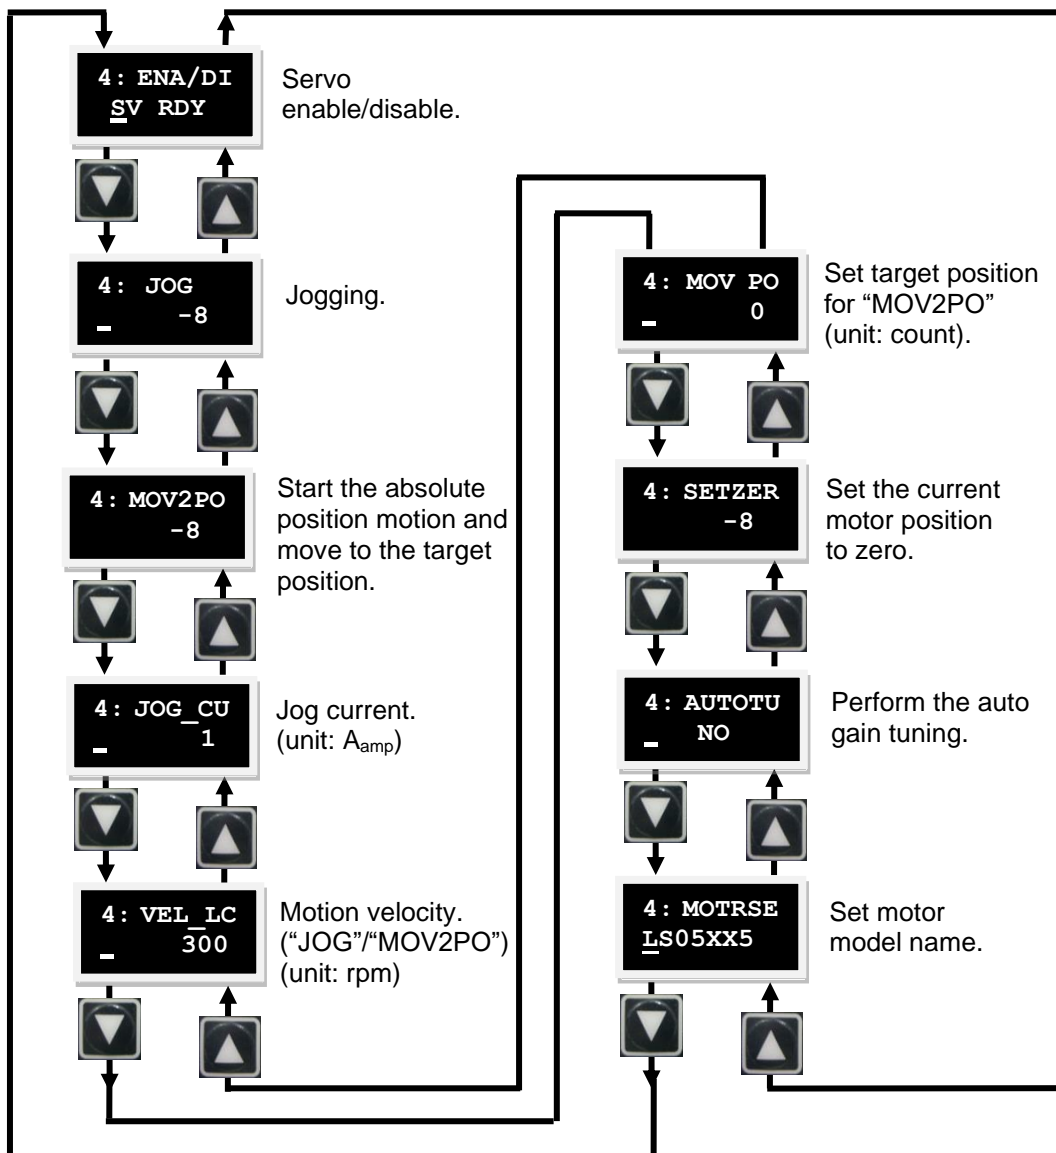 4: ENA/DI
SV RDY
Servo
enable/disable.
4: JOG
-8
Jogging.
4: MOV2PO
-8
Start the absolute
position motion and
move to the target
position.
4: JOG_CU
1
Jog current.
(unit: Aamp)
4: VEL_LC
300
Motion velocity.
(“JOG”/“MOV2PO”)
(unit: rpm)
4: MOV PO
0
Set target position
for “MOV2PO”
(unit: count).
4: SETZER
-8
Set the current
motor position
to zero.
4: AUTOTU
NO
Perform the auto
gain tuning.
4: MOTRSE
LS05XX5
Set motor
model name.